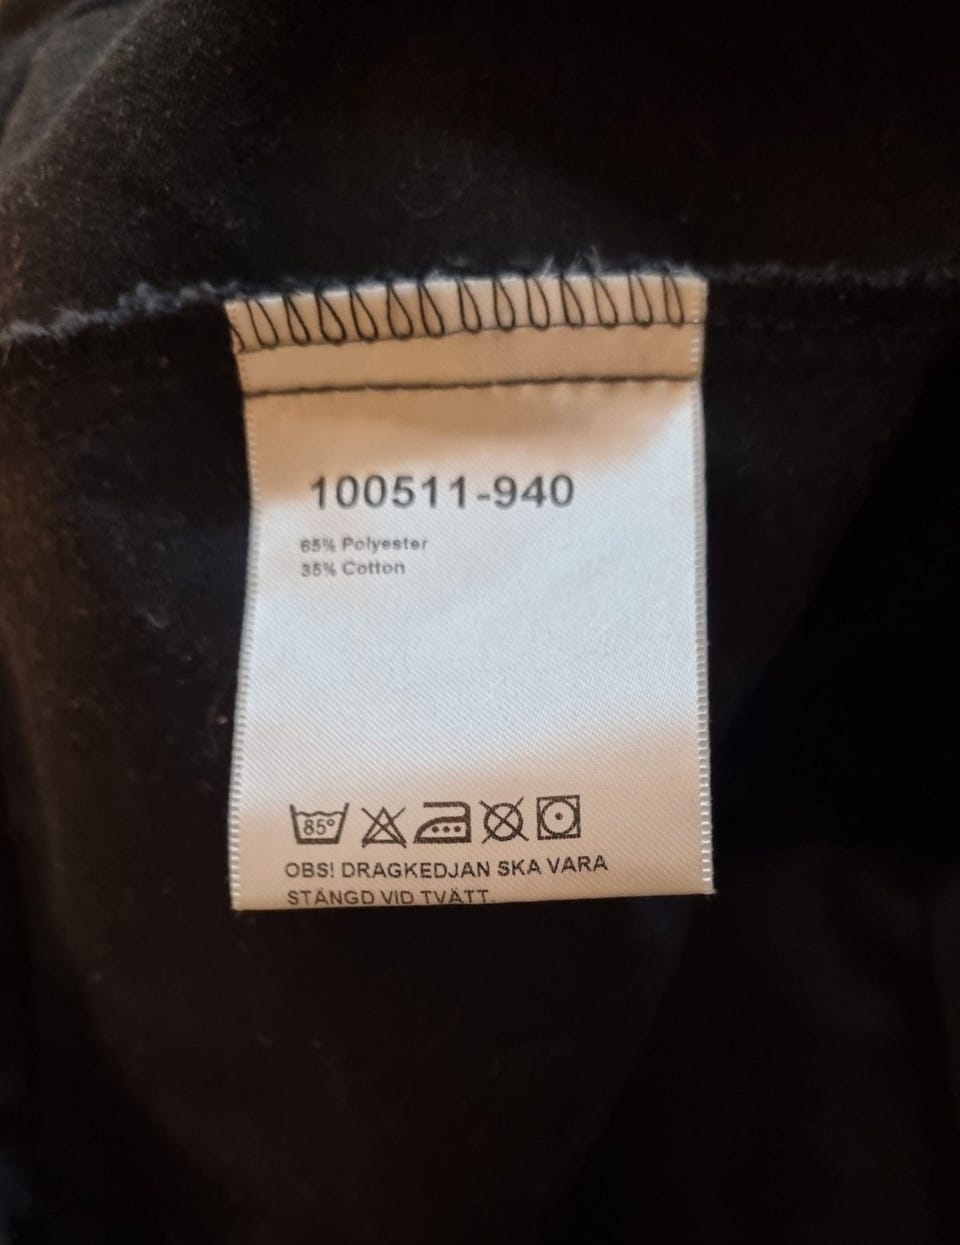 100511-940
65% Polyester
35% Cotton
85°
OBS! DRAGKEDJAN SKA VARA
STÄNGD VID TVÄTT.